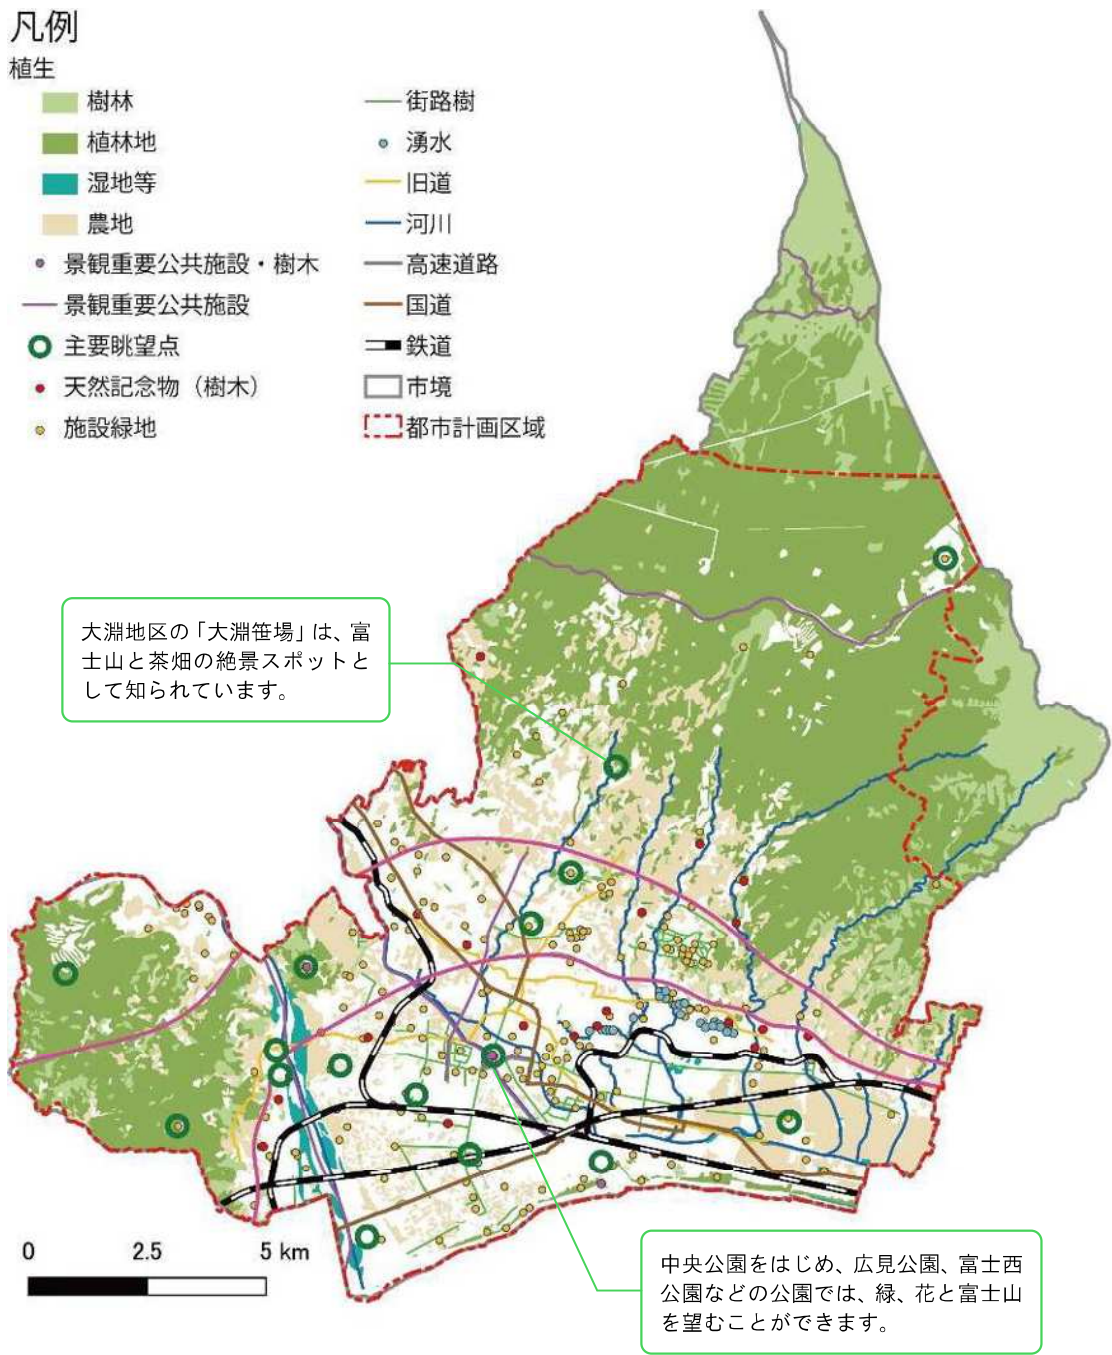 凡例
植生
樹林
植林地
湿地等
農地
景観重要公共施設・樹木
景観重要公共施設
主要眺望点
天然記念物（樹木）
施設緑地
街路樹
湧水
旧道
河川
高速道路
国道
鉄道
市境
都市計画区域
大淵地区の「大淵笹場」は、富
士山と茶畑の絶景スポットと
して知られています。
0 2.5 5 km
中央公園をはじめ、広見公園、富士西
公園などの公園では、緑、花と富士山
を望むことができます。